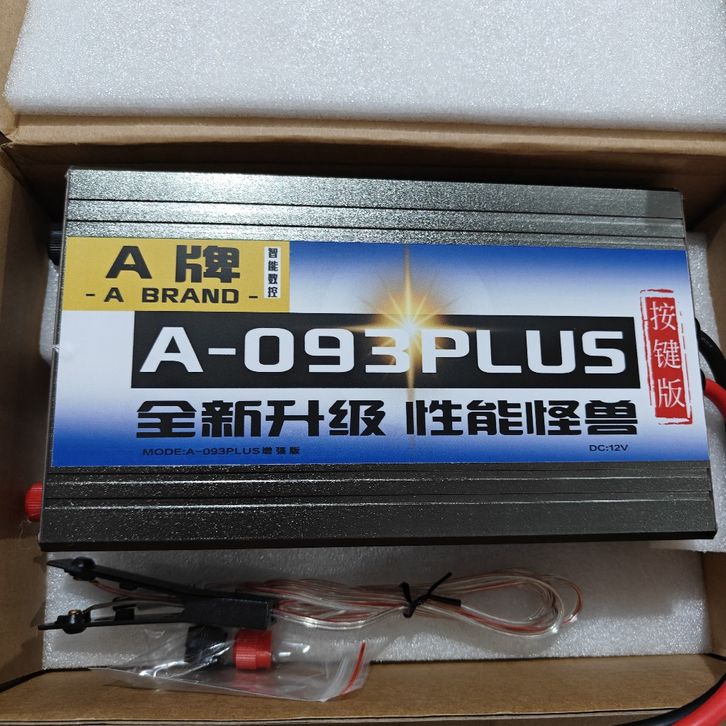 A 牌
- A BRAND -
智能数控
A-093PLUS
按键版
全新升级 性能怪兽
MODE:A-093PLUS增强版
DC:12V